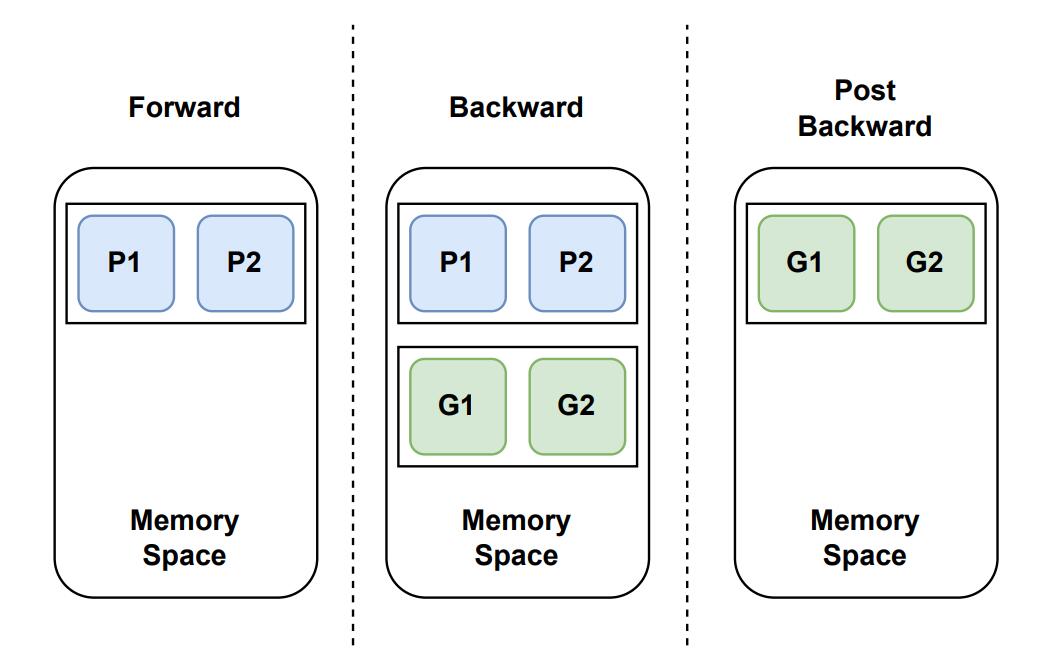 Forward
P1 P2
Memory
Space
Backward
P1 P2
G1 G2
Memory
Space
Post
Backward
G1 G2
Memory
Space